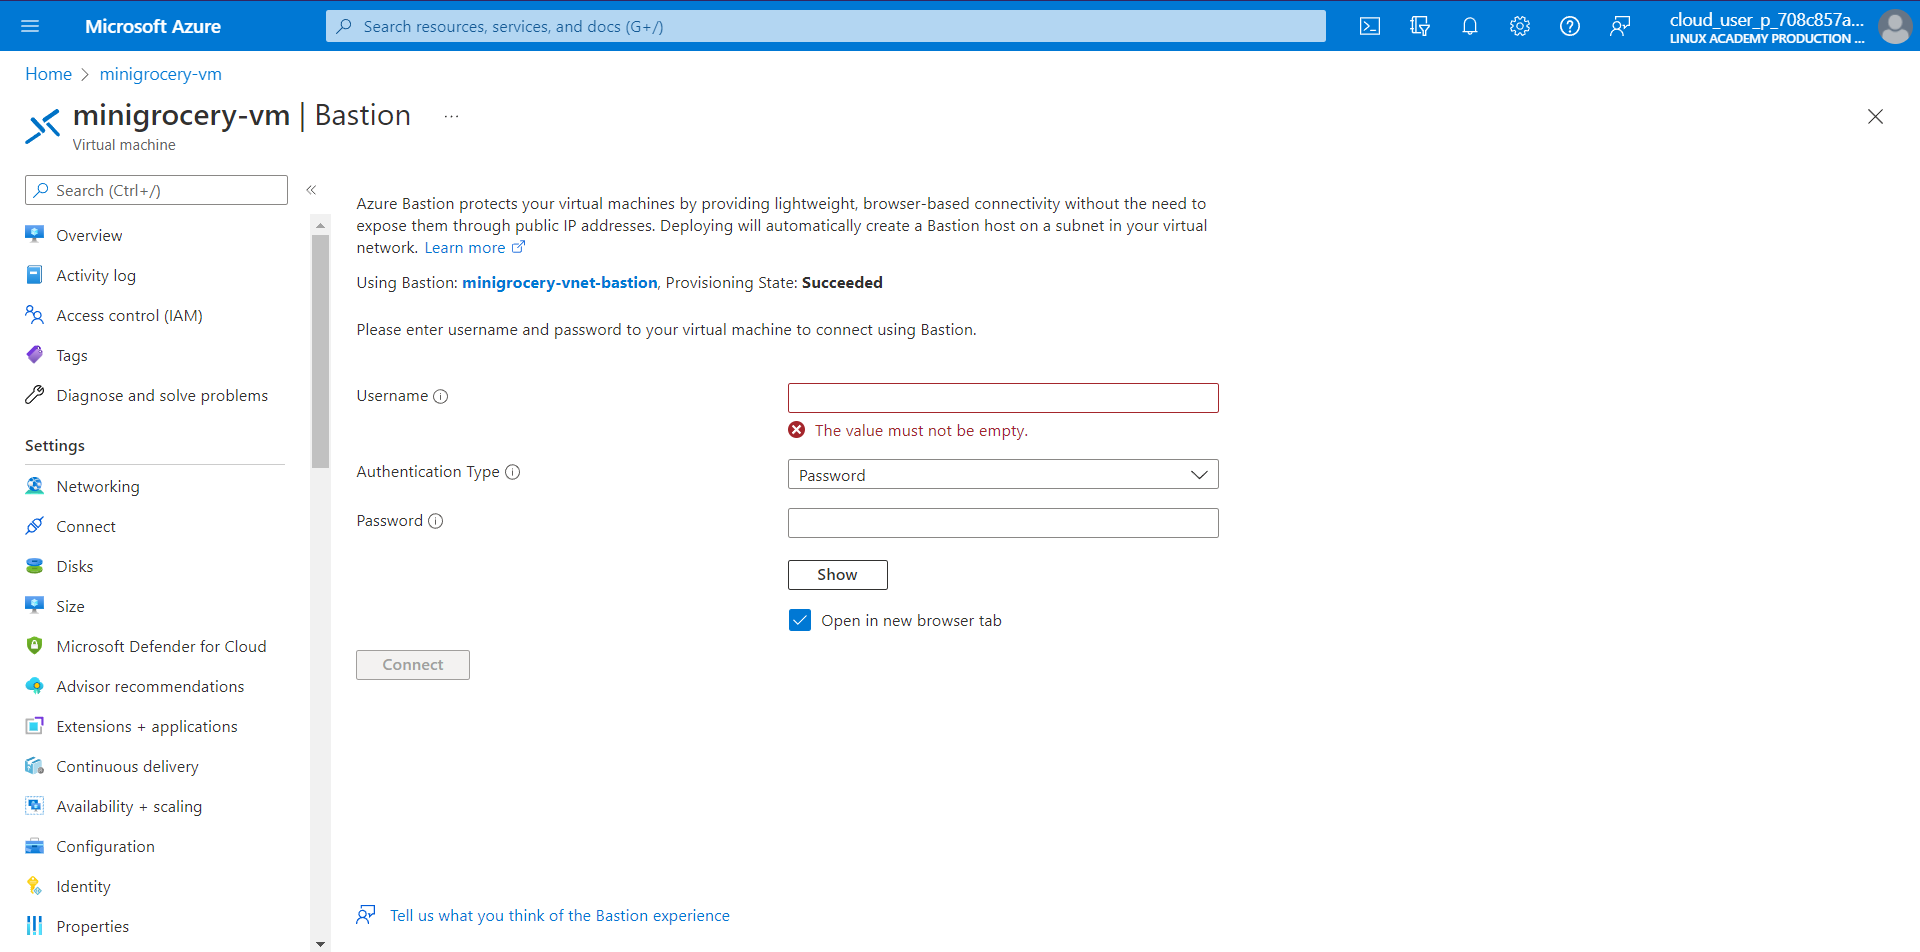 Microsoft Azure
Search resources, services, and docs (G+/)
cloud_user_p_708c857a...
LINUX ACADEMY PRODUCTION ...
Home
minigrocery-vm
minigrocery-vm | Bastion ...
Virtual machine
Search (Ctrl+/)
«
Overview
Activity log
Access control (IAM)
Tags
Diagnose and solve problems
Settings
Networking
Connect
Disks
Size
Microsoft Defender for Cloud
Advisor recommendations
Extensions + applications
Continuous delivery
Availability + scaling
Configuration
Identity
Properties
Azure Bastion protects your virtual machines by providing lightweight, browser-based connectivity without the need to
expose them through public IP addresses. Deploying will automatically create a Bastion host on a subnet in your virtual
network. Learn more
Using Bastion: minigrocery-vnet-bastion, Provisioning State: Succeeded
Please enter username and password to your virtual machine to connect using Bastion.
Username
The value must not be empty.
Authentication Type
Password
Password
Show
Open in new browser tab
Connect
Tell us what you think of the Bastion experience